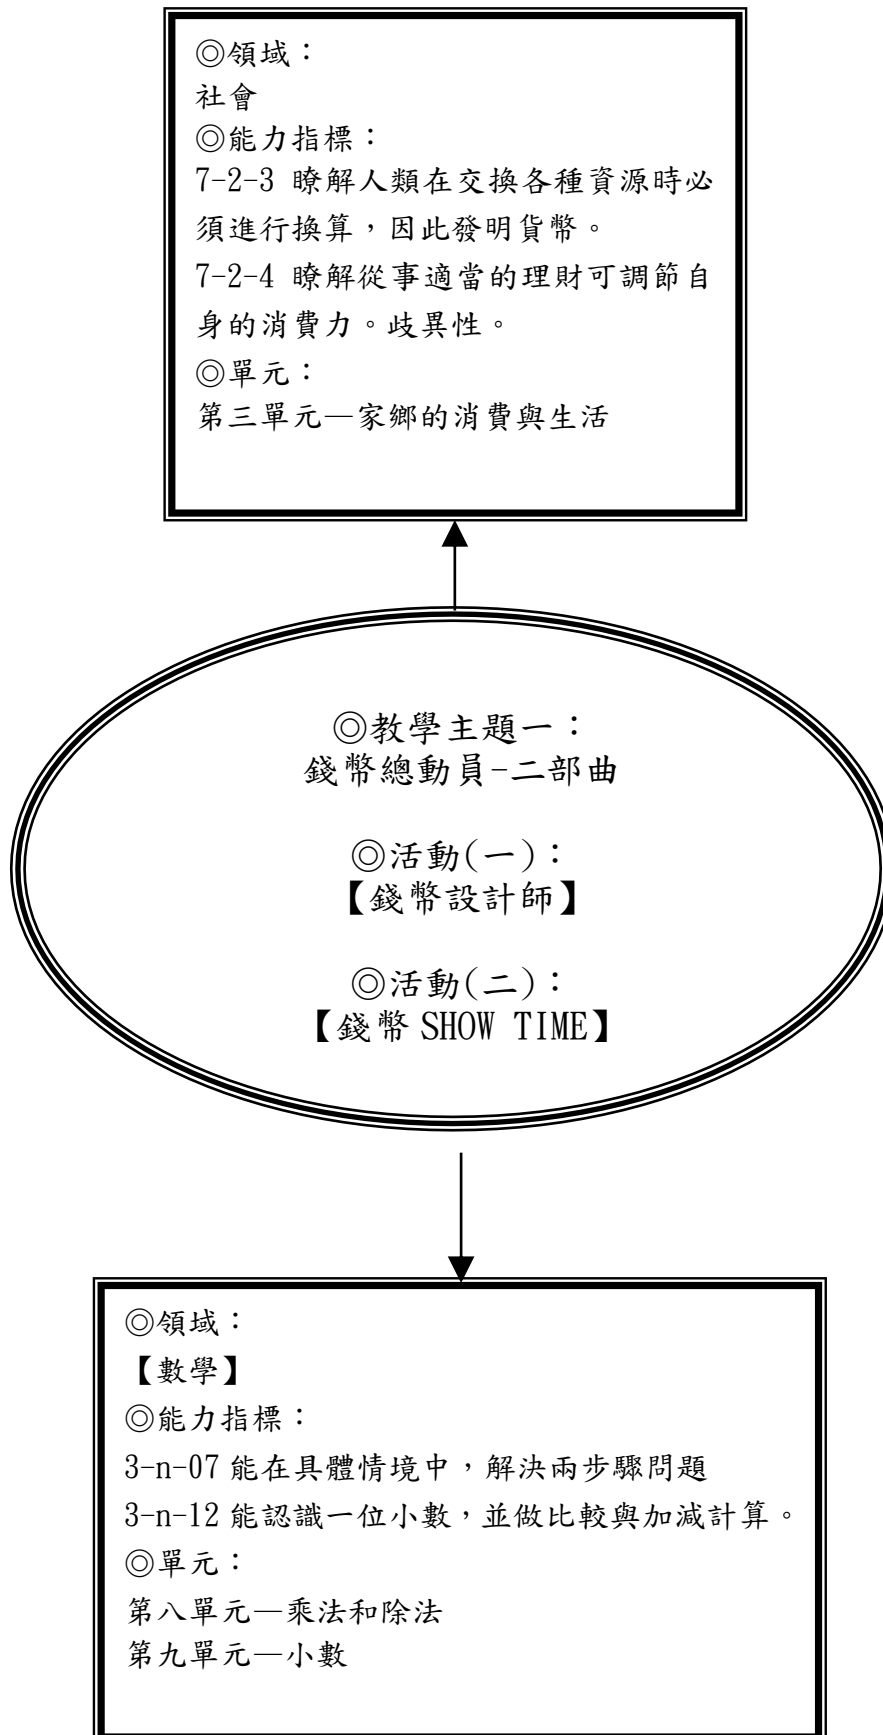 ◎領域：
社會
◎能力指標：
7-2-3 瞭解人類在交換各種資源時必
須進行換算，因此發明貨幣。
7-2-4 瞭解從事適當的理財可調節自
身的消費力。歧異性。
◎單元：
第三單元—家鄉的消費與生活
◎教學主題一：
錢幣總動員-二部曲
◎活動(一)：
【錢幣設計師】
◎活動(二)：
【錢幣 SHOW TIME】
◎領域：
【數學】
◎能力指標：
3-n-07 能在具體情境中，解決兩步驟問題
3-n-12 能認識一位小數，並做比較與加減計算。
◎單元：
第八單元—乘法和除法
第九單元—小數